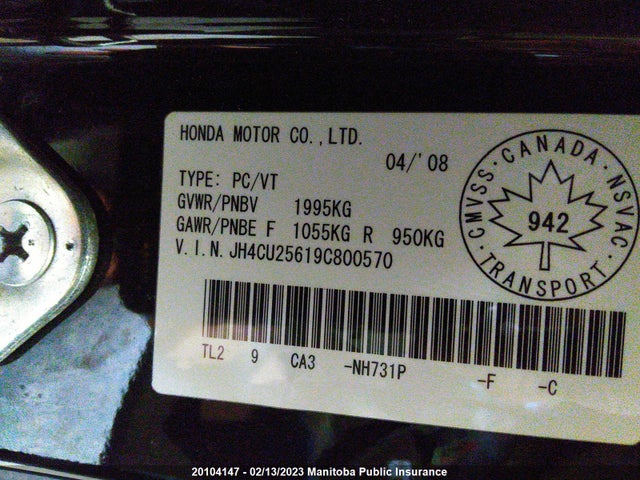 HONDA MOTOR CO.,LTD.
04/'08
TYPE: PC/VT
GVWR/PNBV 1995KG
GAWR/PNBE F 1055KG R 950KG
V.I.N. JH4CU25619C800570
TL2 9 CA3 -NH731P -F -C
CANADA
CMVSS · NSVAC
942
TRANSPORT
20104147 - 02/13/2023 Manitoba Public Insurance